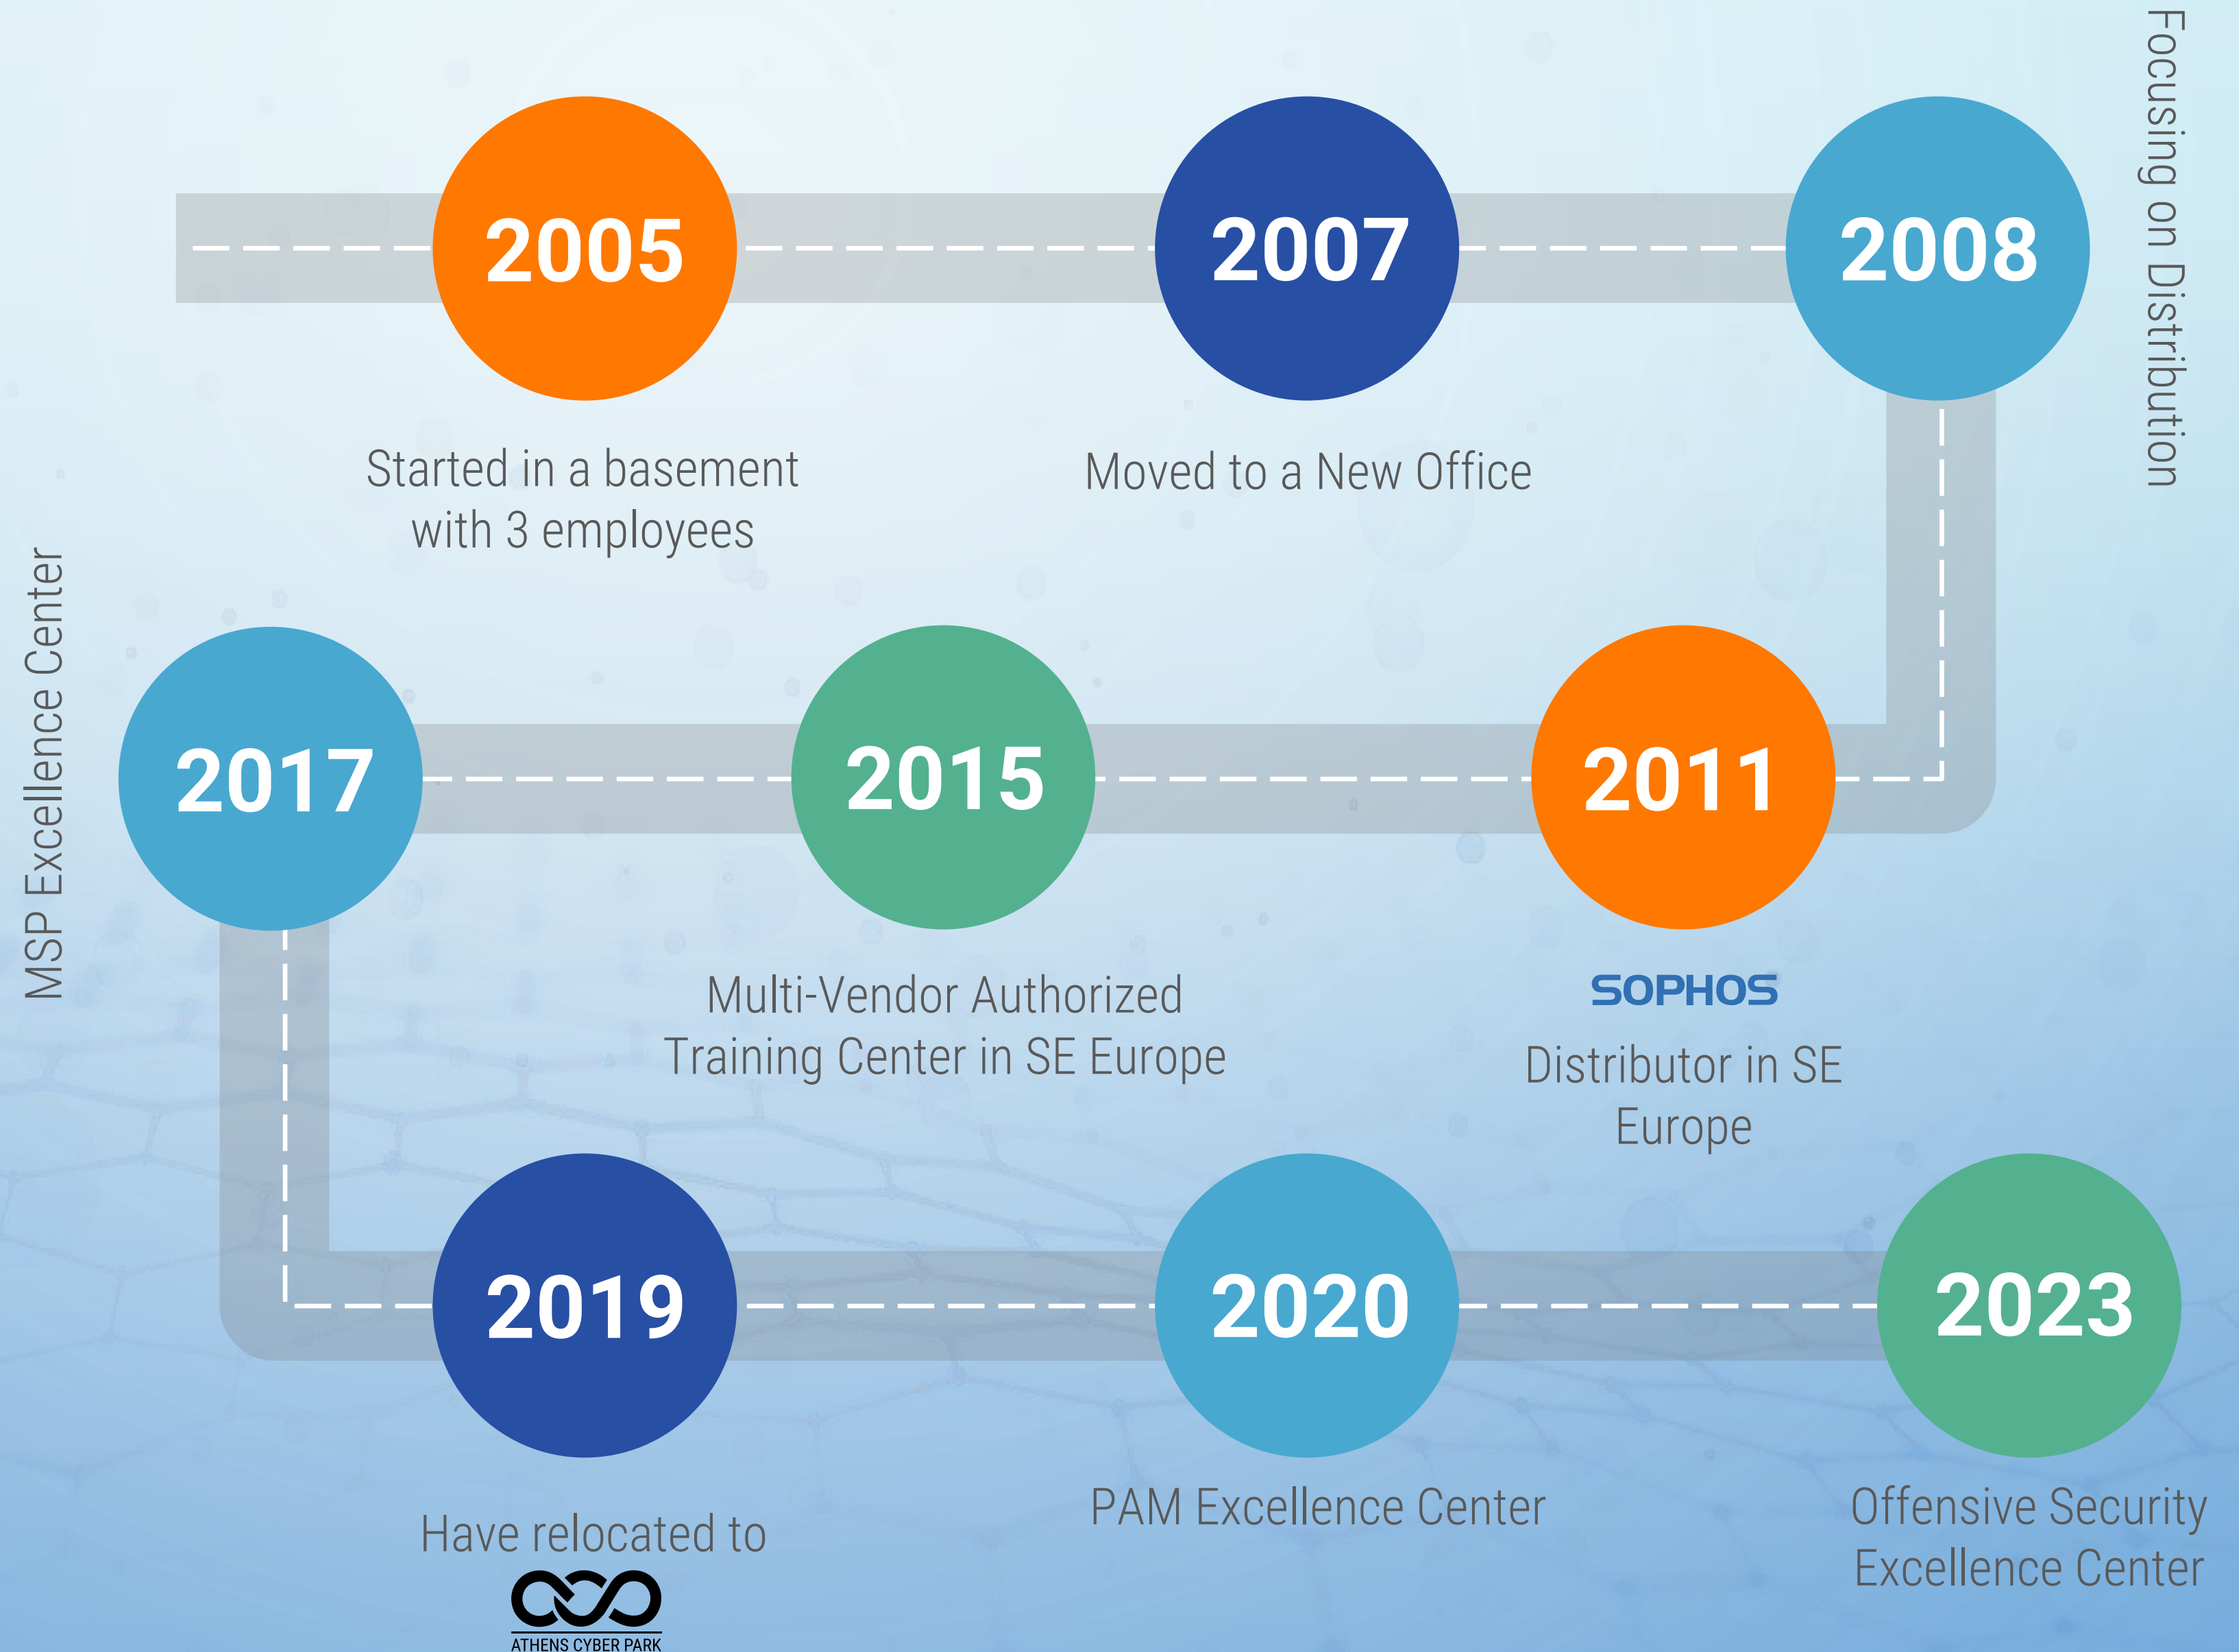 2005
Started in a basement
with 3 employees
2007
Moved to a New Office
2008
Focusing on Distribution
2011
SOPHOS
Distributor in SE
Europe
2015
Multi-Vendor Authorized
Training Center in SE Europe
2017
MSP Excellence Center
2019
Have relocated to
ATHENS CYBER PARK
2020
PAM Excellence Center
2023
Offensive Security
Excellence Center